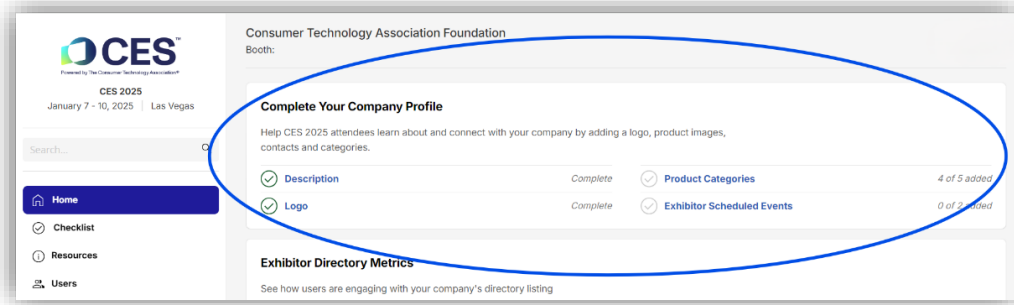 CES™
Powered by The Consumer Technology Association®
CES 2025
January 7 - 10, 2025 | Las Vegas
Search...
Home
Checklist
Resources
Users
Consumer Technology Association Foundation
Booth:
Complete Your Company Profile
Help CES 2025 attendees learn about and connect with your company by adding a logo, product images,
contacts and categories.
Description Complete
Product Categories 4 of 5 added
Logo Complete
Exhibitor Scheduled Events 0 of 2 added
Exhibitor Directory Metrics
See how users are engaging with your company's directory listing